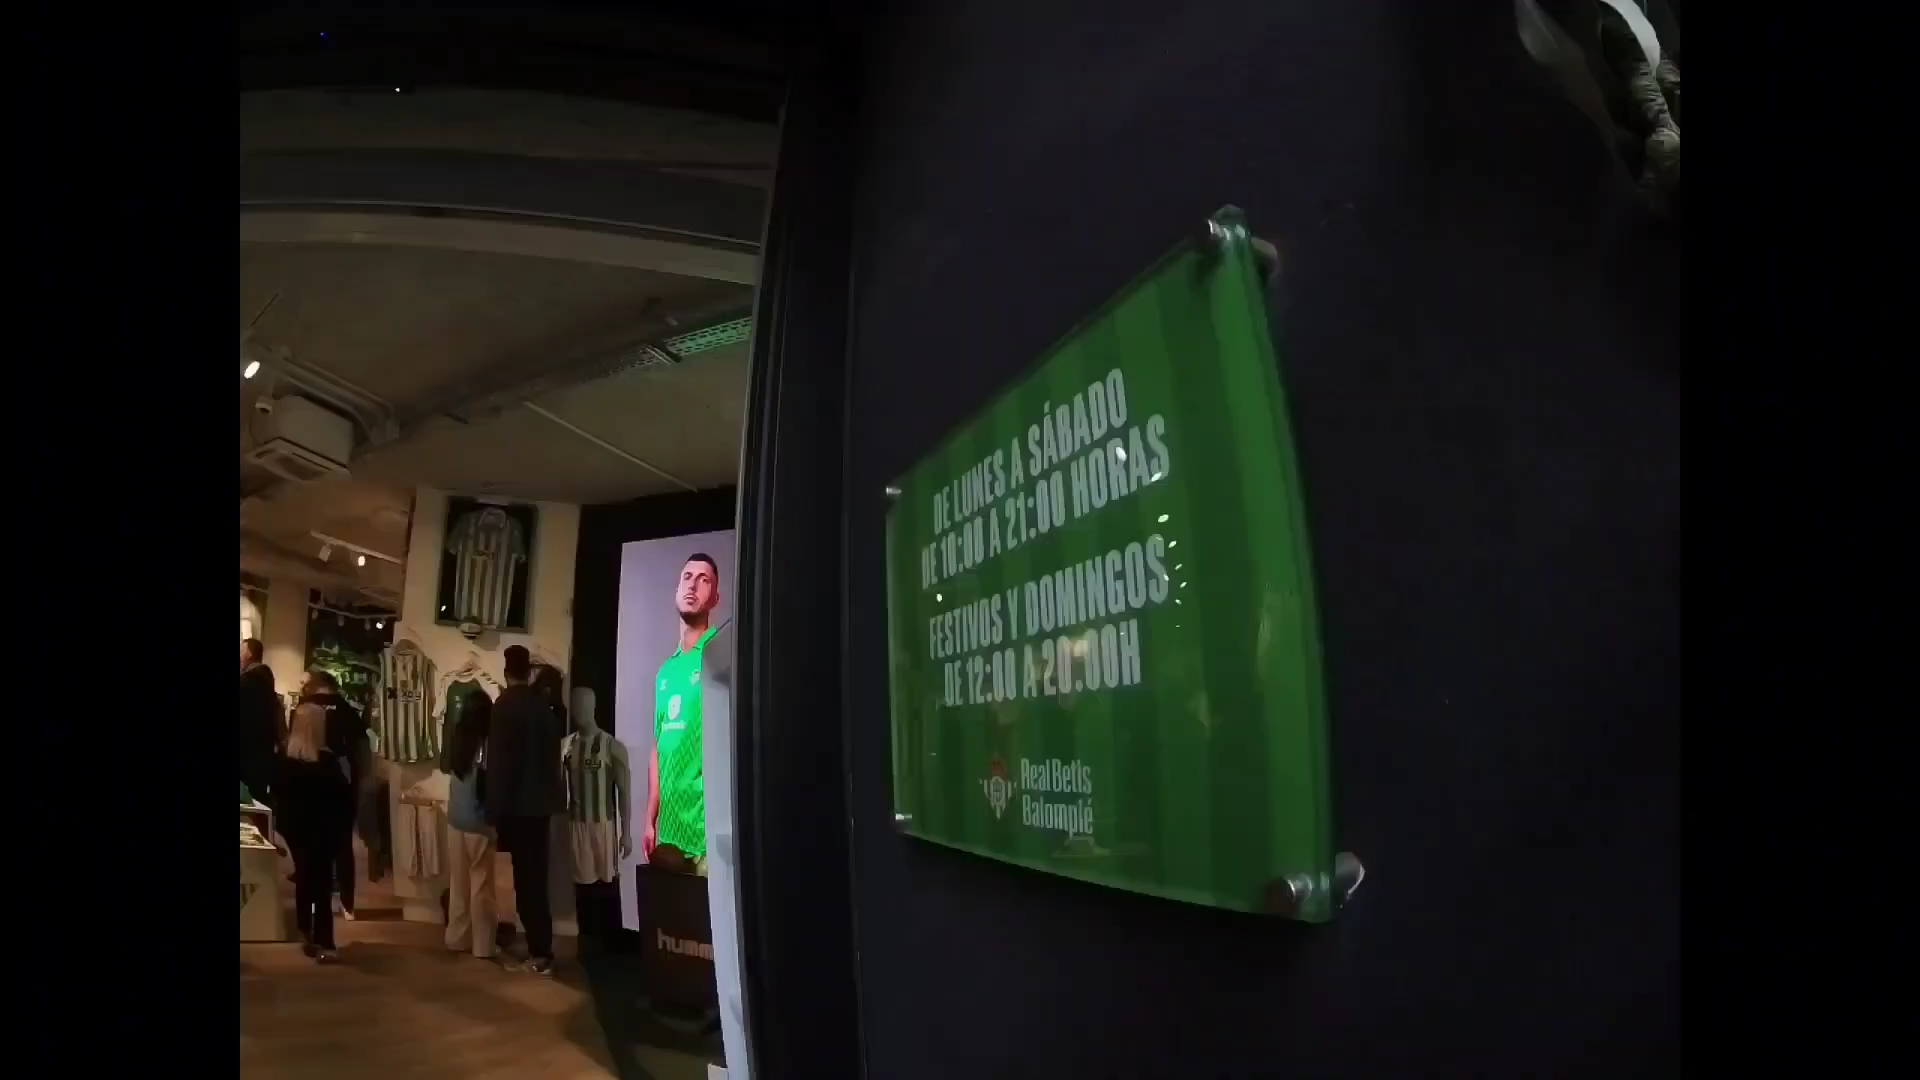 DE LUNES A SÁBADO
DE 10:00 A 21:00 HORAS
FESTIVOS Y DOMINGOS
DE 12:00 A 20:00H
Real Betis
Balompié
humm